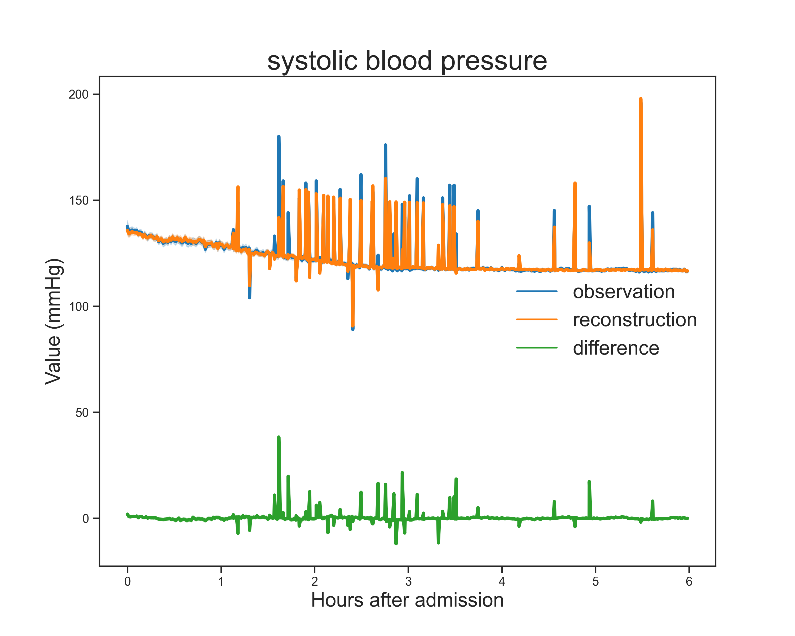 systolic blood pressure
200
150
100
50
0
Value (mmHg)
observation
reconstruction
difference
0 1 2 3 4 5 6
Hours after admission